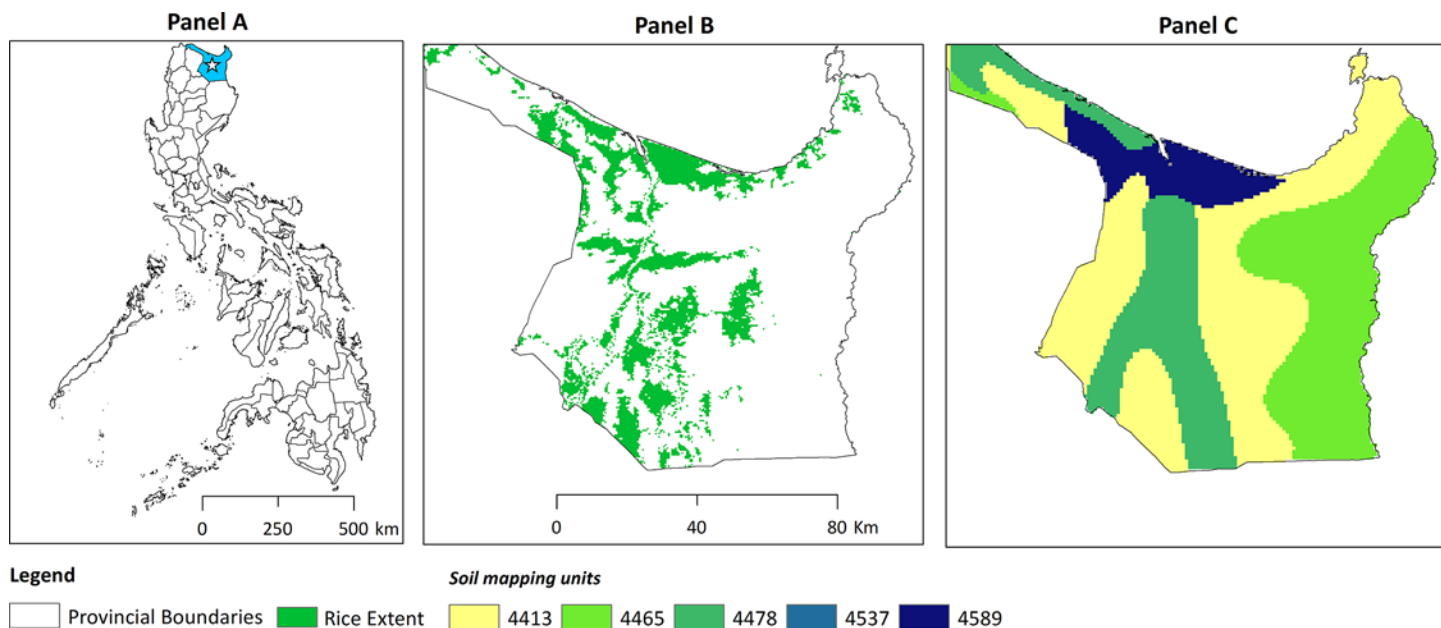 Panel A
Panel B
Panel C
0 250 500 km
0 40 80 Km
Legend
Soil mapping units
Provincial Boundaries
Rice Extent
4413
4465
4478
4537
4589